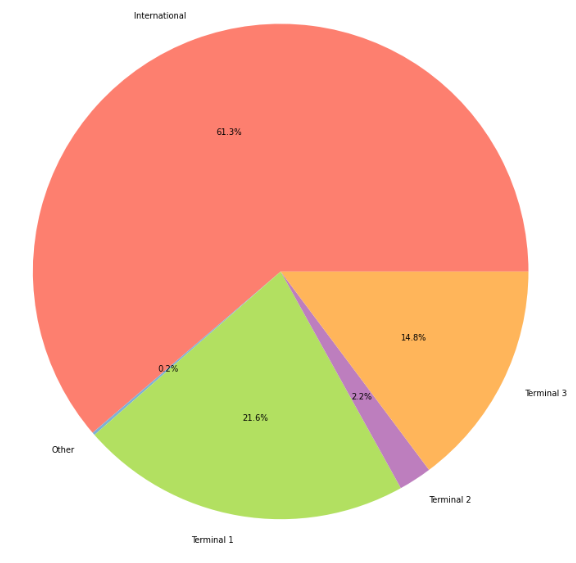 International
61.3%
14.8%
0.2%
2.2%
Terminal 3
21.6%
Other
Terminal 2
Terminal 1